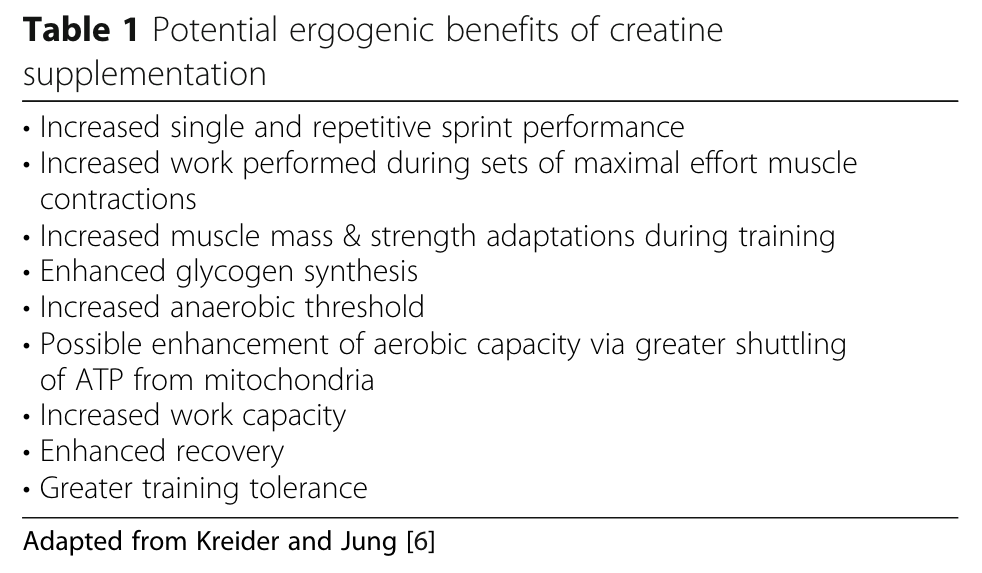 Table 1 Potential ergogenic benefits of creatine
supplementation
• Increased single and repetitive sprint performance
• Increased work performed during sets of maximal effort muscle
contractions
• Increased muscle mass & strength adaptations during training
• Enhanced glycogen synthesis
• Increased anaerobic threshold
• Possible enhancement of aerobic capacity via greater shuttling
of ATP from mitochondria
• Increased work capacity
• Enhanced recovery
• Greater training tolerance
Adapted from Kreider and Jung [6]